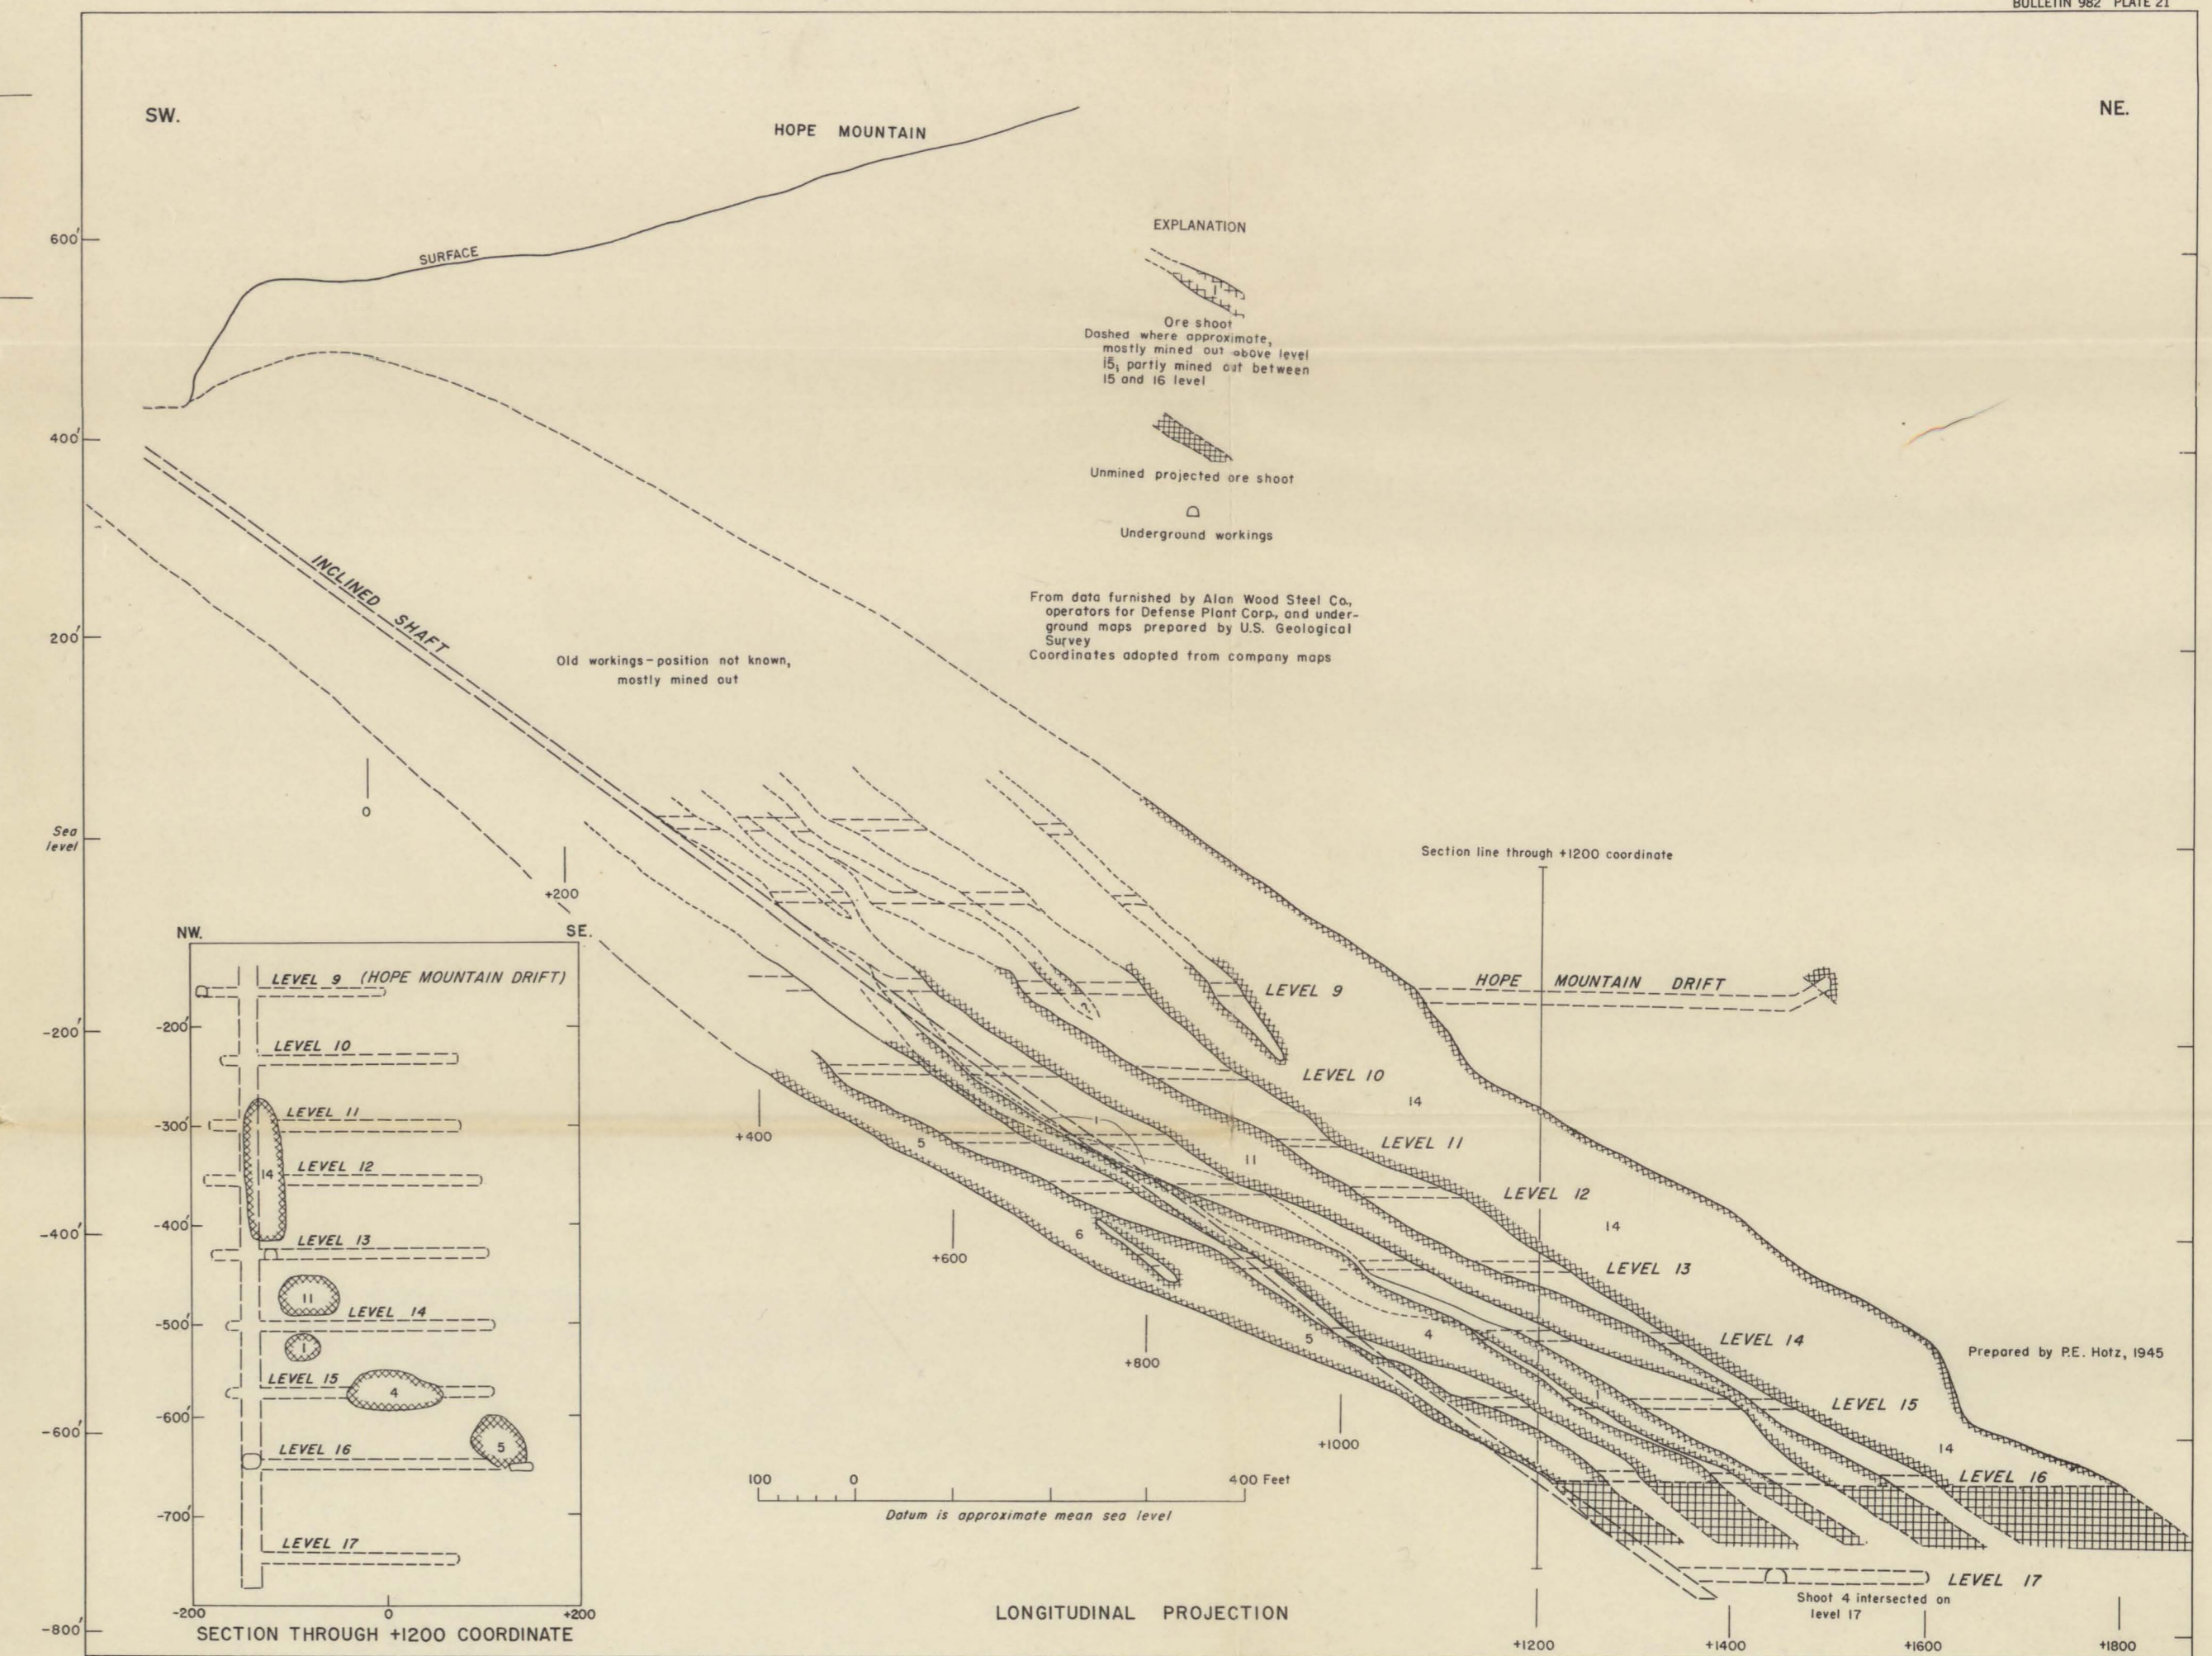 BULLETIN 982 PLATE 21
SW.
NE.
HOPE MOUNTAIN
SURFACE
600'
400'
200'
Sea
level
-200'
-400'
-600'
-800'
EXPLANATION
Ore shoot
Dashed where approximate,
mostly mined out above level
15; partly mined out between
15 and 16 level
Unmined projected ore shoot
Underground workings
From data furnished by Alan Wood Steel Co.,
operators for Defense Plant Corp., and under-
ground maps prepared by U.S. Geological
Survey
Coordinates adopted from company maps
INCLINED SHAFT
Old workings-position not known,
mostly mined out
0
+200
+400
+600
+800
+1000
+1200
+1400
+1600
+1800
Section line through +1200 coordinate
HOPE MOUNTAIN DRIFT
LEVEL 9
LEVEL 10
14
LEVEL 11
1
5
11
LEVEL 12
14
6
LEVEL 13
5
4
LEVEL 14
Prepared by P.E. Hotz, 1945
1
LEVEL 15
14
LEVEL 16
LEVEL 17
Shoot 4 intersected on
level 17
NW.
SE.
LEVEL 9 (HOPE MOUNTAIN DRIFT)
-200'
LEVEL 10
-300'
LEVEL 11
14
LEVEL 12
-400'
LEVEL 13
11
LEVEL 14
-500'
1
LEVEL 15
4
-600'
5
LEVEL 16
-700'
LEVEL 17
-200
0
+200
SECTION THROUGH +1200 COORDINATE
100
0
400 Feet
Datum is approximate mean sea level
LONGITUDINAL PROJECTION